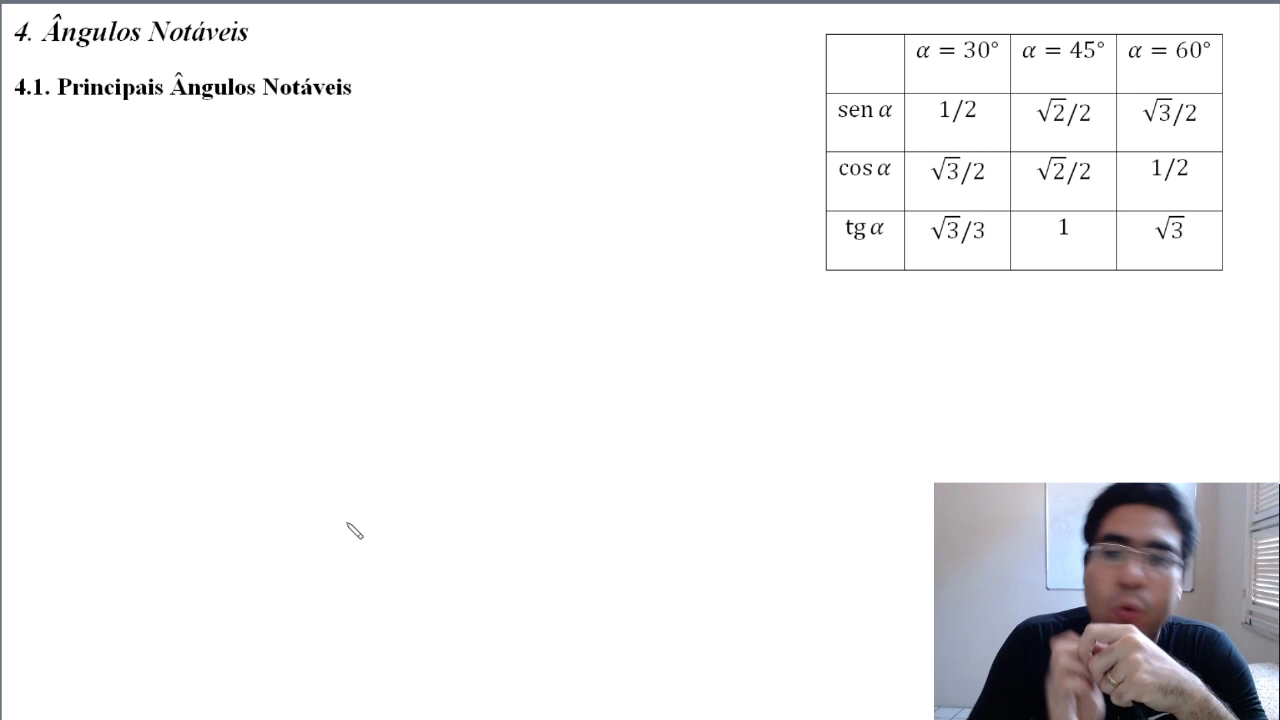 4. Ângulos Notáveis
4.1. Principais Ângulos Notáveis
α = 30° α = 45° α = 60°
sen α 1/2 √2/2 √3/2
cos α √3/2 √2/2 1/2
tg α √3/3 1 √3